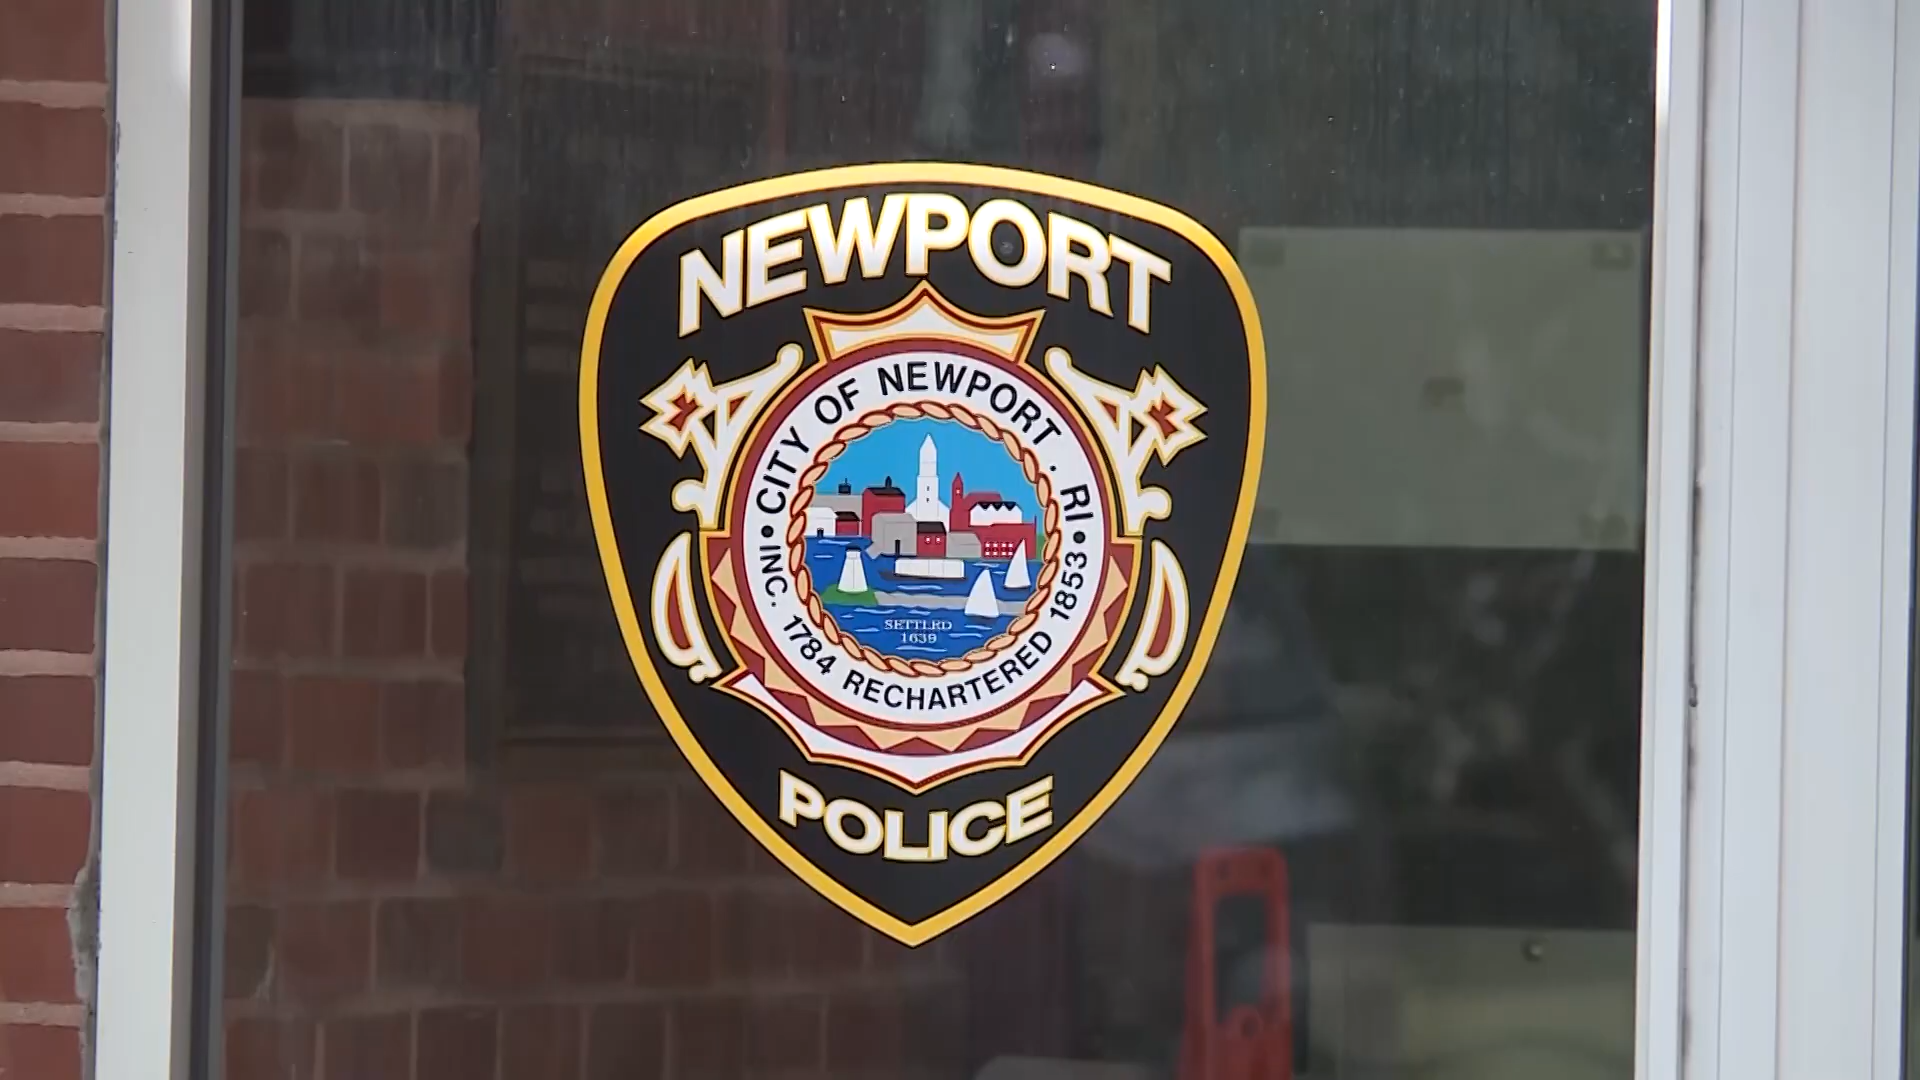 NEWPORT
CITY OF NEWPORT . RI
INC. 1784 RECHARTERED 1853
SETTLED
1639
POLICE